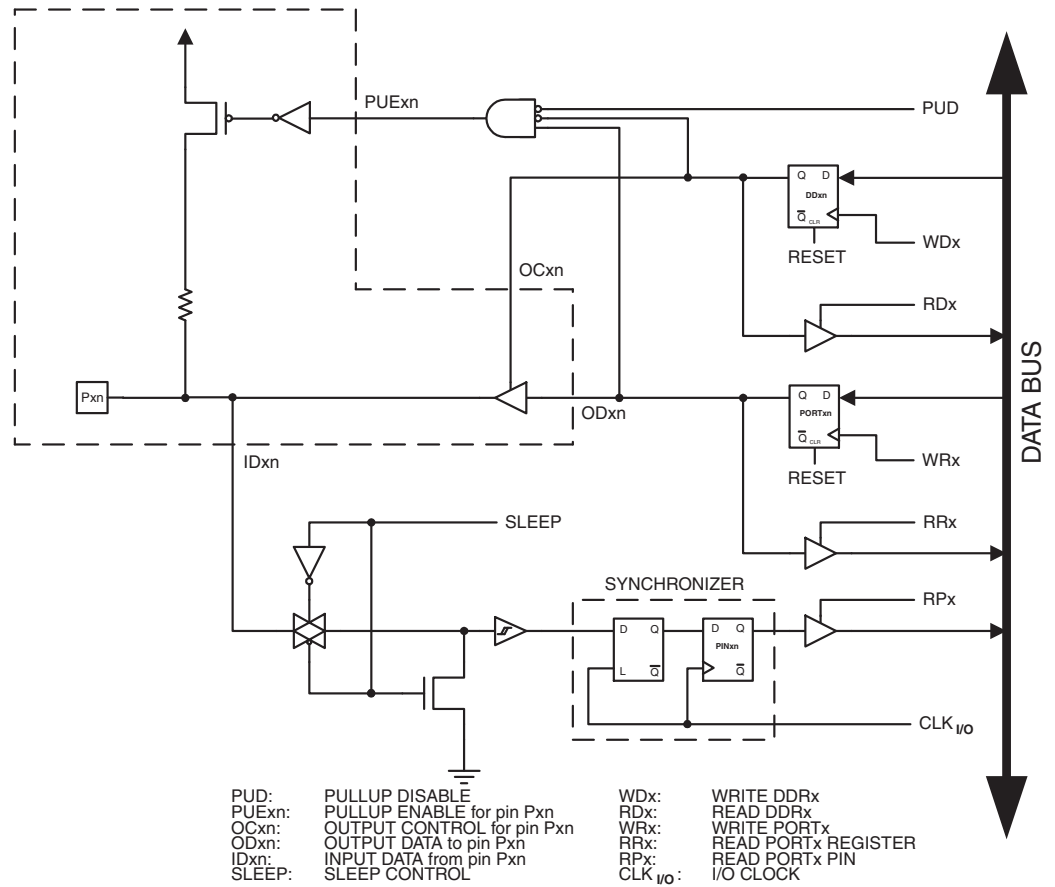 PUExn
PUD
Q D
DDxn
Q CLR
WDx
RESET
OCxn
RDx
Pxn
Q D
ODxn
PORTxn
Q CLR
IDxn
WRx
RESET
DATA BUS
SLEEP
RRx
SYNCHRONIZER
RPx
D Q
D Q
PINxn
L Q
Q
CLK I/O
PUD: PULLUP DISABLE
PUExn: PULLUP ENABLE for pin Pxn
OCxn: OUTPUT CONTROL for pin Pxn
ODxn: OUTPUT DATA to pin Pxn
IDxn: INPUT DATA from pin Pxn
SLEEP: SLEEP CONTROL
WDx: WRITE DDRx
RDx: READ DDRx
WRx: WRITE PORTx
RRx: READ PORTx REGISTER
RPx: READ PORTx PIN
CLK I/O: I/O CLOCK